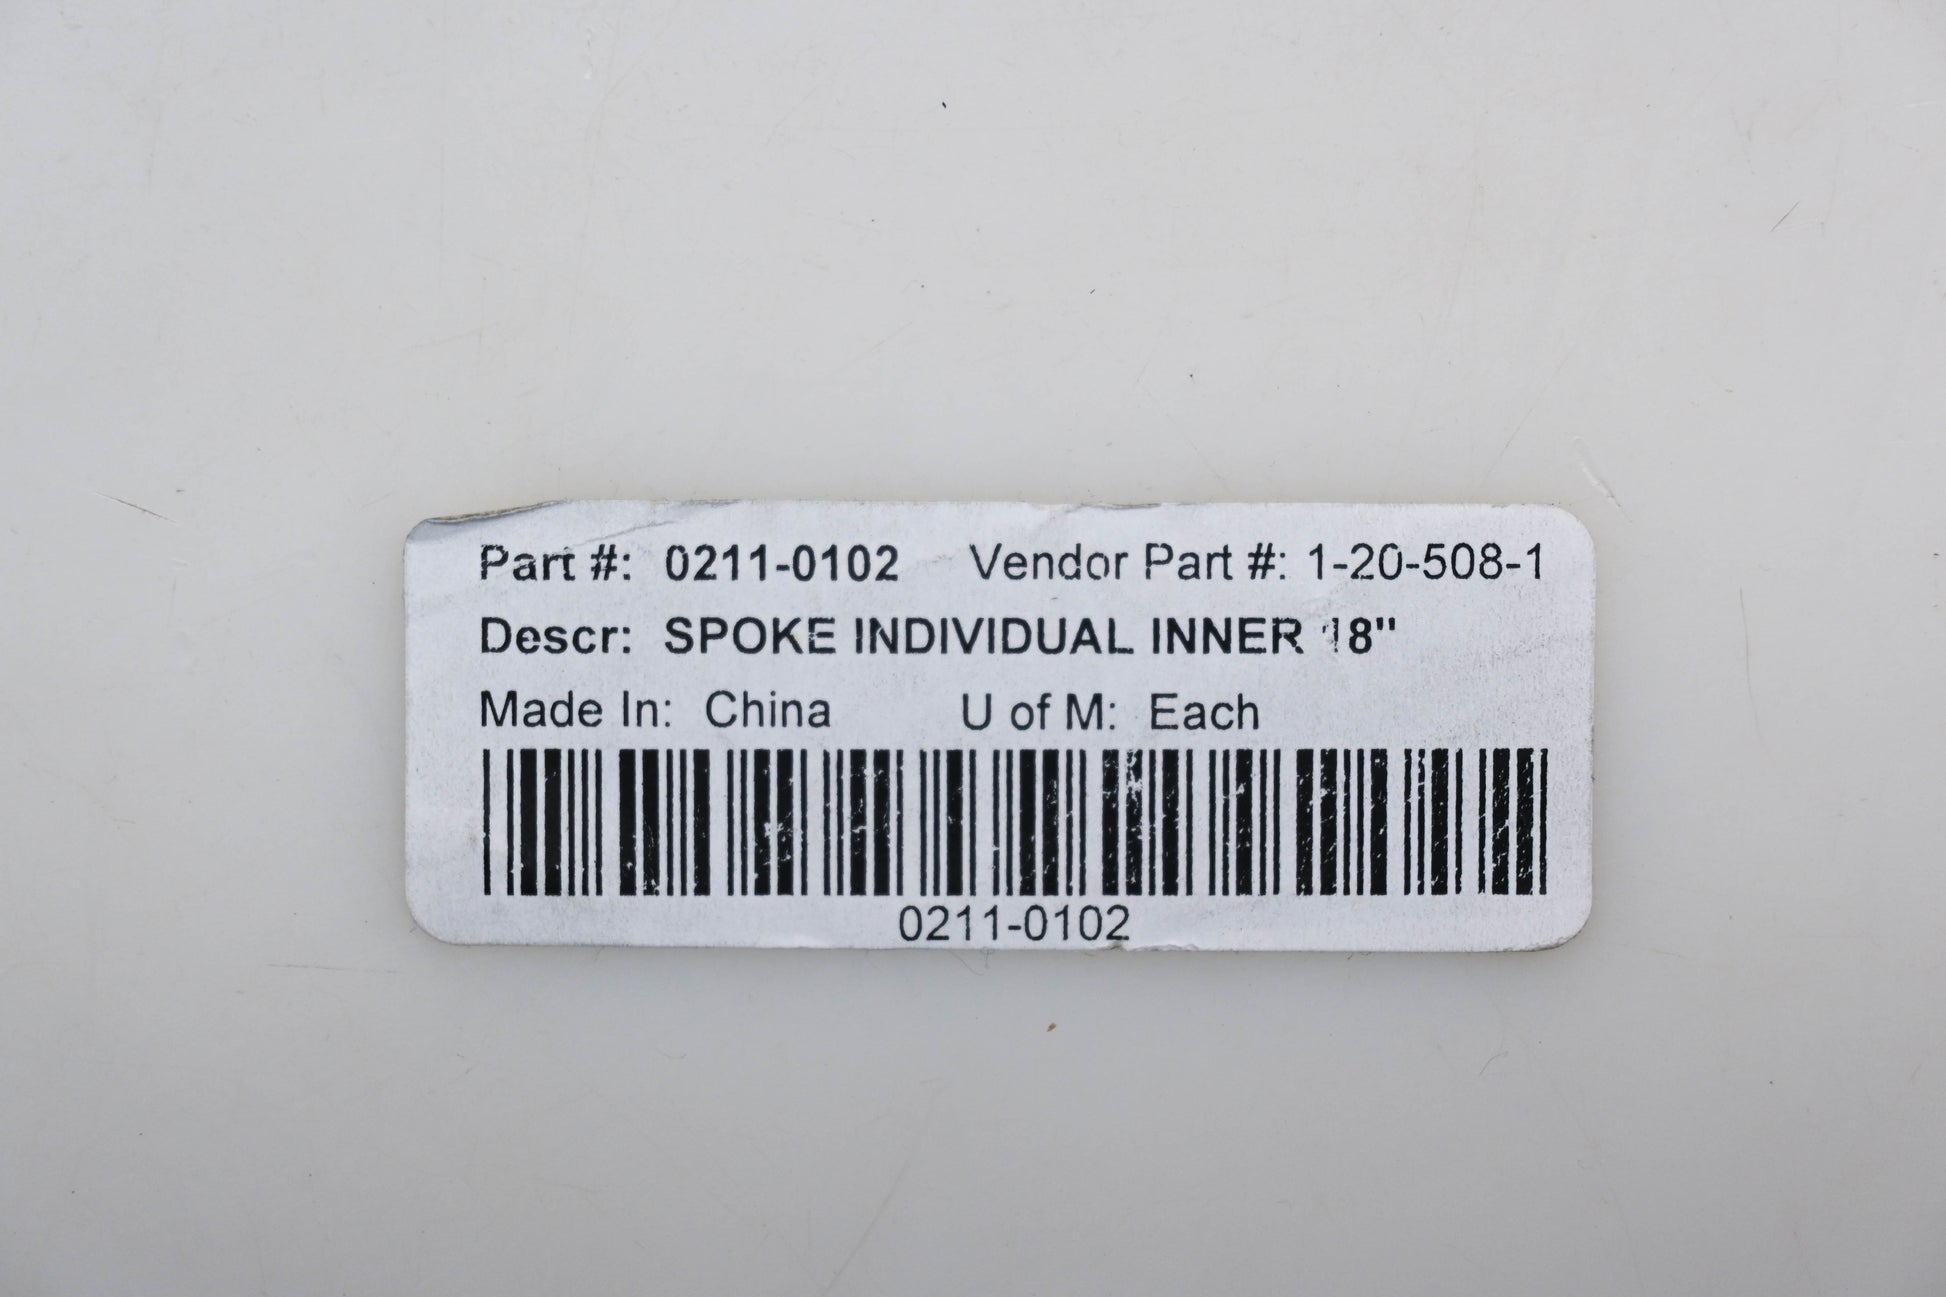 Part #: 0211-0102 Vendor Part #: 1-20-508-1
Descr: SPOKE INDIVIDUAL INNER 18"
Made In: China U of M: Each
0211-0102